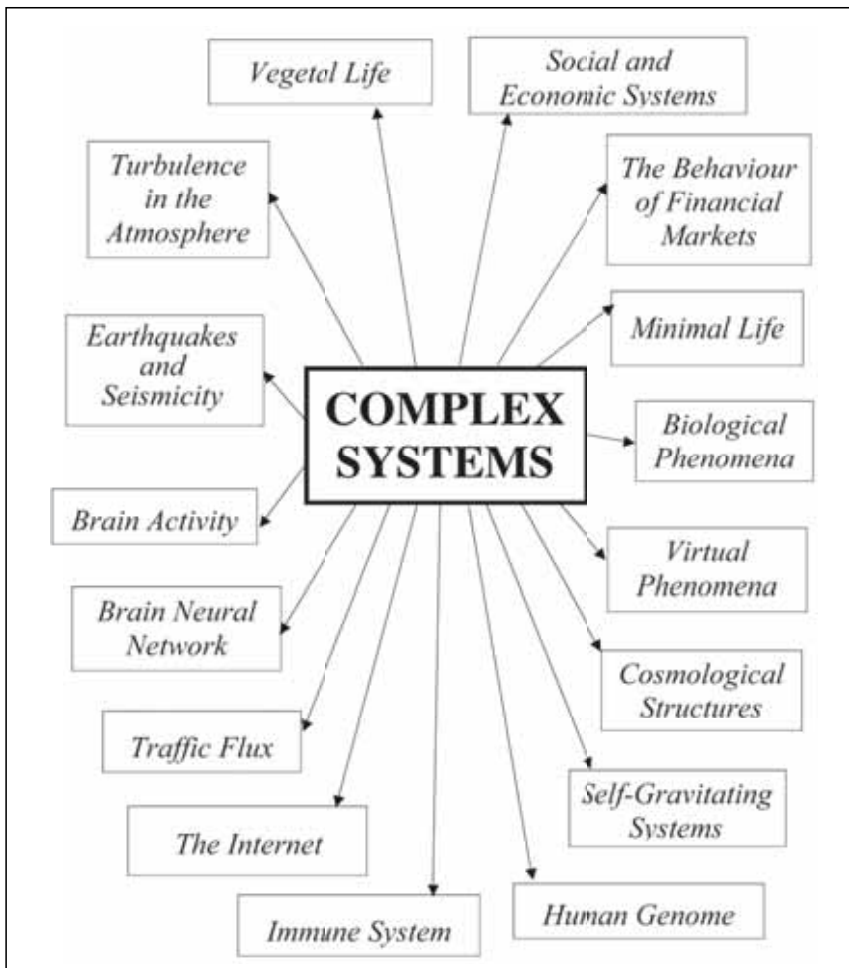 Vegetal Life
Social and
Economic Systems
Turbulence
in the
Atmosphere
The Behaviour
of Financial
Markets
Earthquakes
and
Seismicity
Minimal Life
COMPLEX
SYSTEMS
Biological
Phenomena
Brain Activity
Virtual
Phenomena
Brain Neural
Network
Cosmological
Structures
Traffic Flux
Self-Gravitating
Systems
The Internet
Immune System
Human Genome